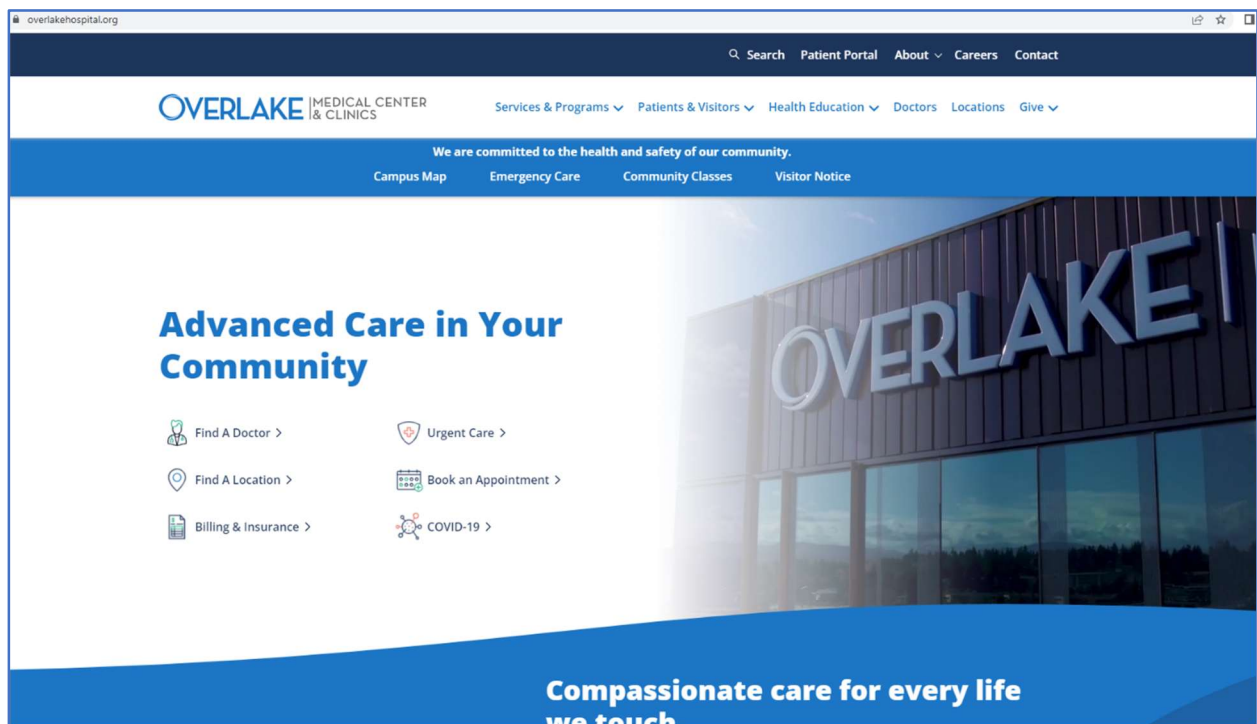 overlakehospital.org
Search Patient Portal About Careers Contact
OVERLAKE MEDICAL CENTER
& CLINICS
Services & Programs Patients & Visitors Health Education Doctors Locations Give
We are committed to the health and safety of our community.
Campus Map Emergency Care Community Classes Visitor Notice
OVERLAKE
Advanced Care in Your
Community
Find A Doctor > Urgent Care >
Find A Location > Book an Appointment >
Billing & Insurance > COVID-19 >
Compassionate care for every life
we touch